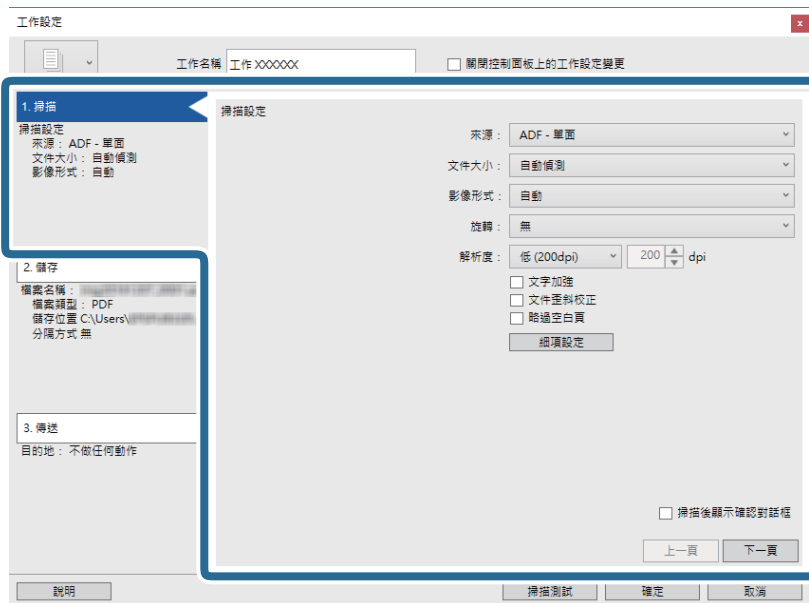 工作設定
工作名稱 工作 XXXXXX
關閉控制面板上的工作設定變更
1. 掃描
掃描設定
來源： ADF - 單面
文件大小： 自動偵測
影像形式： 自動
2. 儲存
檔案名稱：
檔案類型： PDF
儲存位置 C:\Users\
分隔方式 無
3. 傳送
目的地： 不做任何動作
掃描設定
來源： ADF - 單面
文件大小： 自動偵測
影像形式： 自動
旋轉： 無
解析度： 低 (200dpi) 200 dpi
文字加強
文件歪斜校正
略過空白頁
細項設定
掃描後顯示確認對話框
上一頁 下一頁
說明 掃描測試 確定 取消